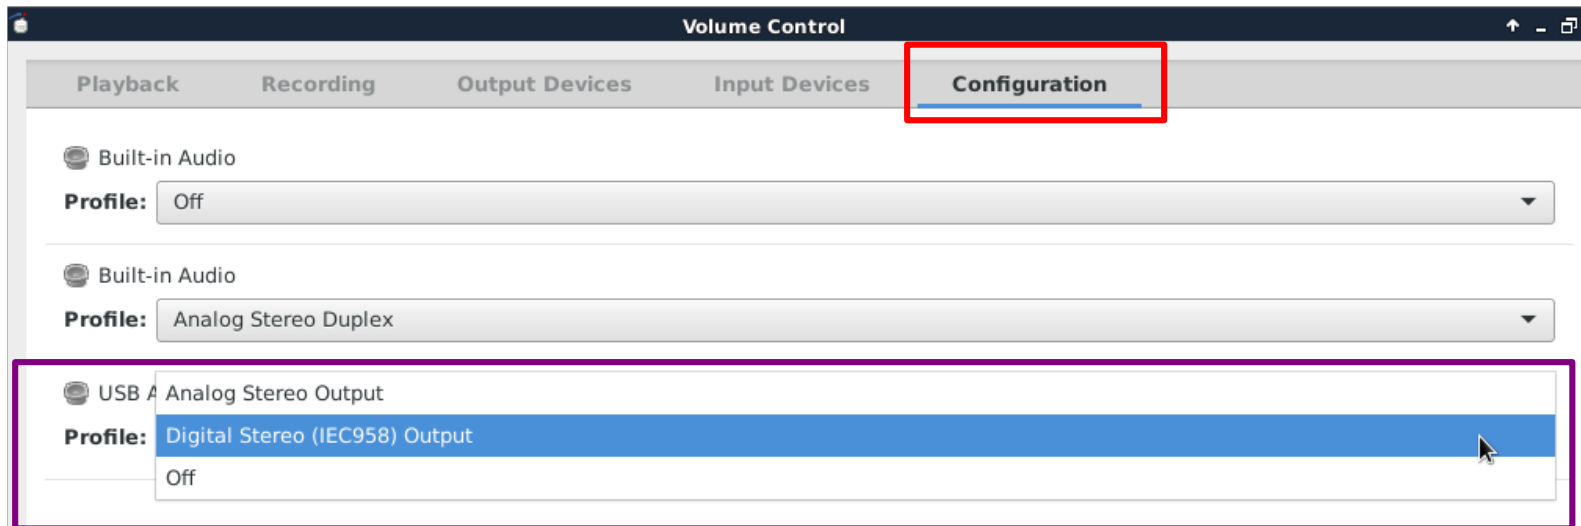 Volume Control
Playback Recording Output Devices Input Devices Configuration
Built-in Audio
Profile: Off
Built-in Audio
Profile: Analog Stereo Duplex
USB A Analog Stereo Output
Profile: Digital Stereo (IEC958) Output
Off